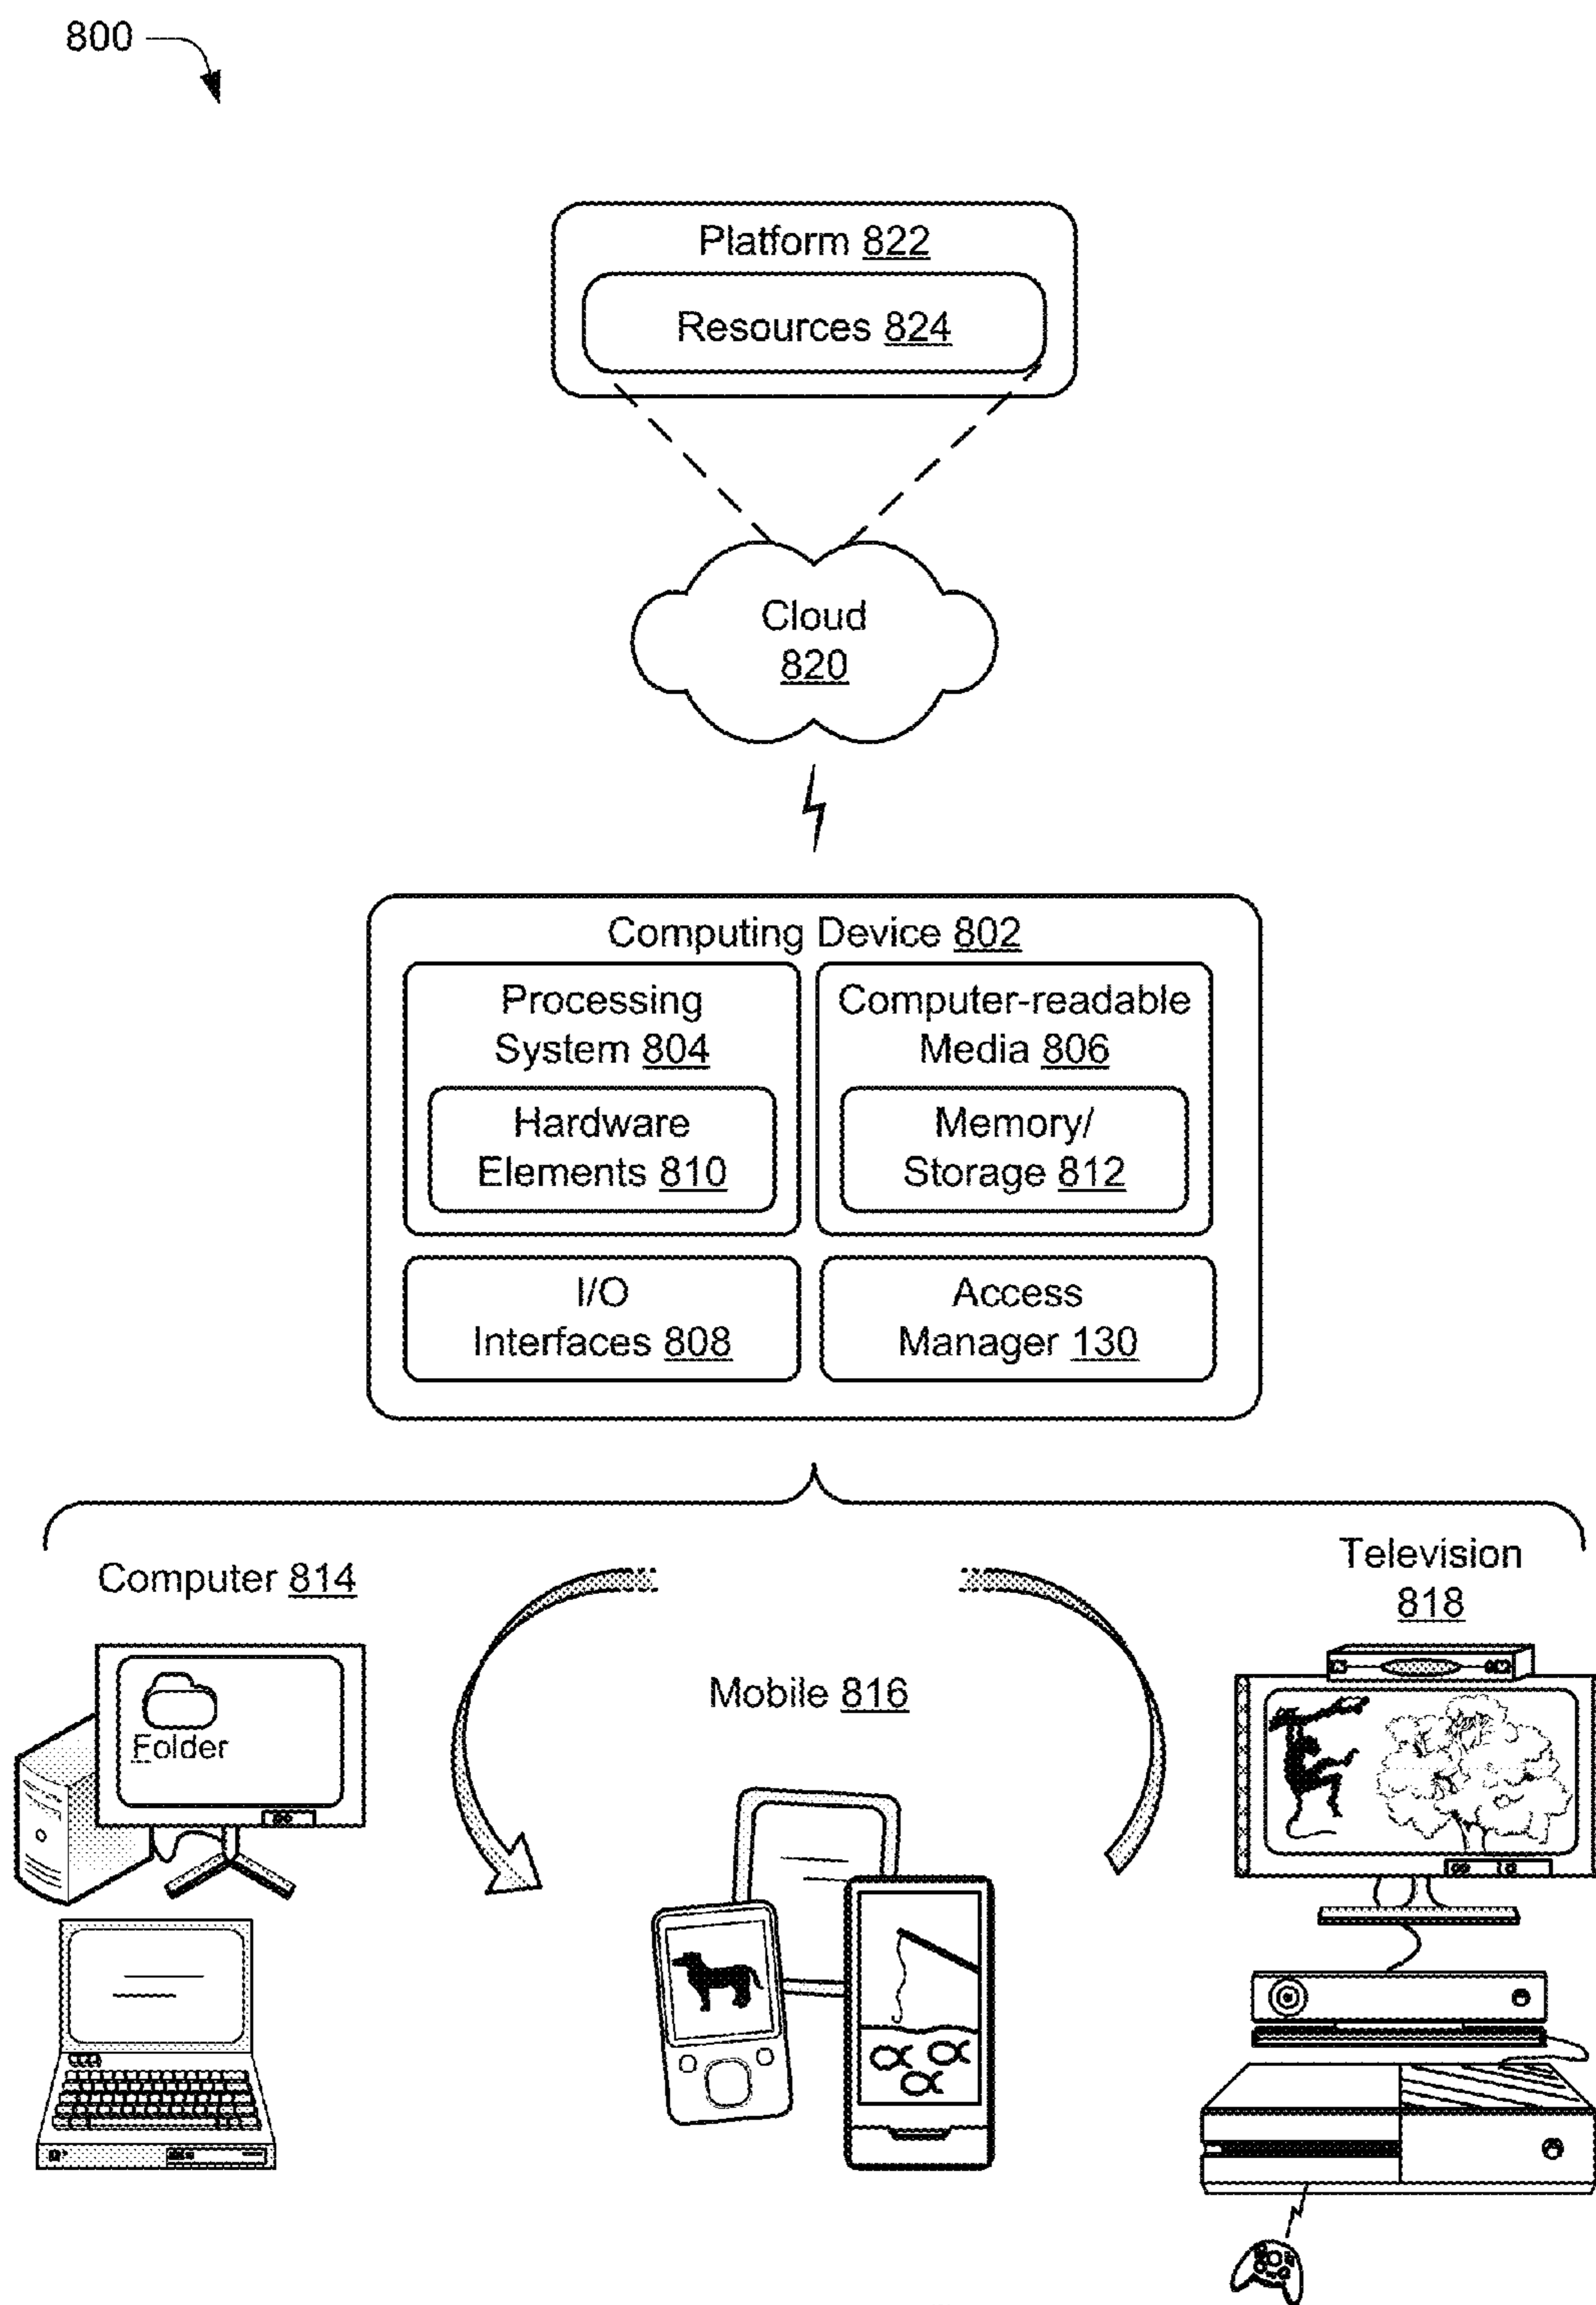 800
Platform 822
Resources 824
Cloud
820
Computing Device 802
Processing
System 804
Computer-readable
Media 806
Hardware
Elements 810
Memory/
Storage 812
I/O
Interfaces 808
Access
Manager 130
Computer 814
Television
818
Mobile 816
Folder